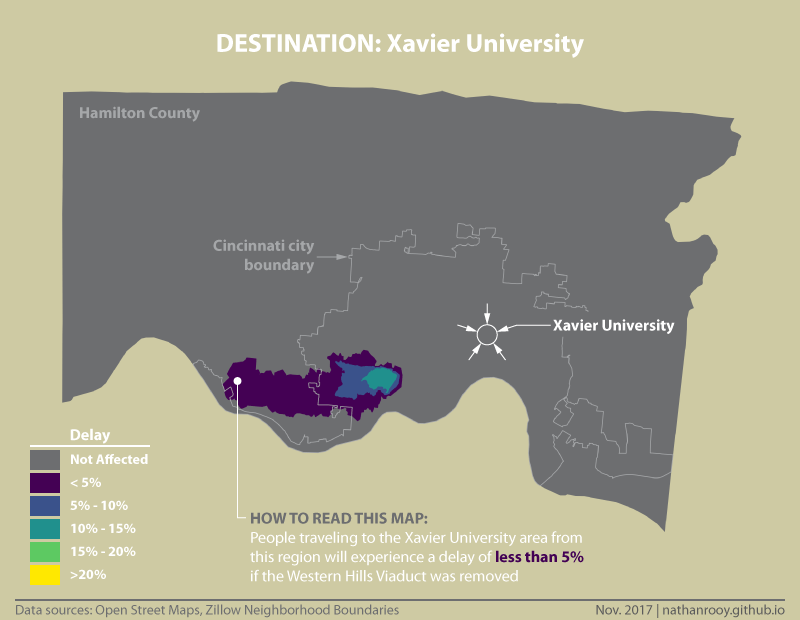 DESTINATION: Xavier University
Hamilton County
Cincinnati city
boundary
Xavier University
Delay
Not Affected
< 5%
5% - 10%
10% - 15%
15% - 20%
>20%
HOW TO READ THIS MAP:
People traveling to the Xavier University area from
this region will experience a delay of less than 5%
if the Western Hills Viaduct was removed
Data sources: Open Street Maps, Zillow Neighborhood Boundaries
Nov. 2017 | nathanrooy.github.io